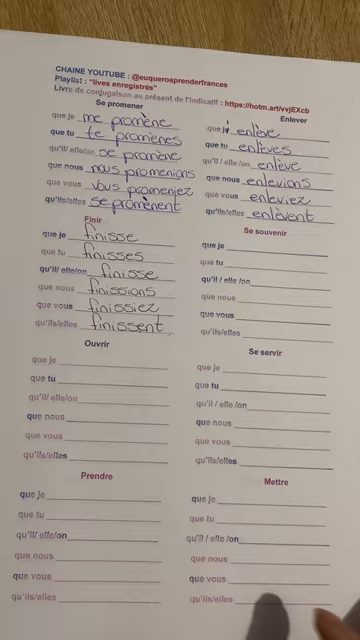 CHAINE YOUTUBE : @euqueroaprenderfrances
Playlist : "lives enregistrés"
Livre de conjugaison au présent de l'indicatif : https://hotm.art/vvjEXcb
Se promener
que je me promène
que tu te promènes
qu'il/ elle/on se promène
que nous nous promenions
que vous vous promeniez
qu'ils/elles se promènent
Enlever
que j' enlève
que tu enlèves
qu'il / elle /on enlève
que nous enlevions
que vous enleviez
qu'ils/elles enlèvent
Finir
que je finisse
que tu finisses
qu'il/ elle/on finisse
que nous finissions
que vous finissiez
qu'ils/elles finissent
Se souvenir
que je
que tu
qu'il / elle /on
que nous
que vous
qu'ils/elles
Ouvrir
que je
que tu
qu'il/ elle/on
que nous
que vous
qu'ils/elles
Se servir
que je
que tu
qu'il / elle /on
que nous
que vous
qu'ils/elles
Prendre
que je
que tu
qu'il/ elle/on
que nous
que vous
qu'ils/elles
Mettre
que je
que tu
qu'il / elle /on
que nous
que vous
qu'ils/elles